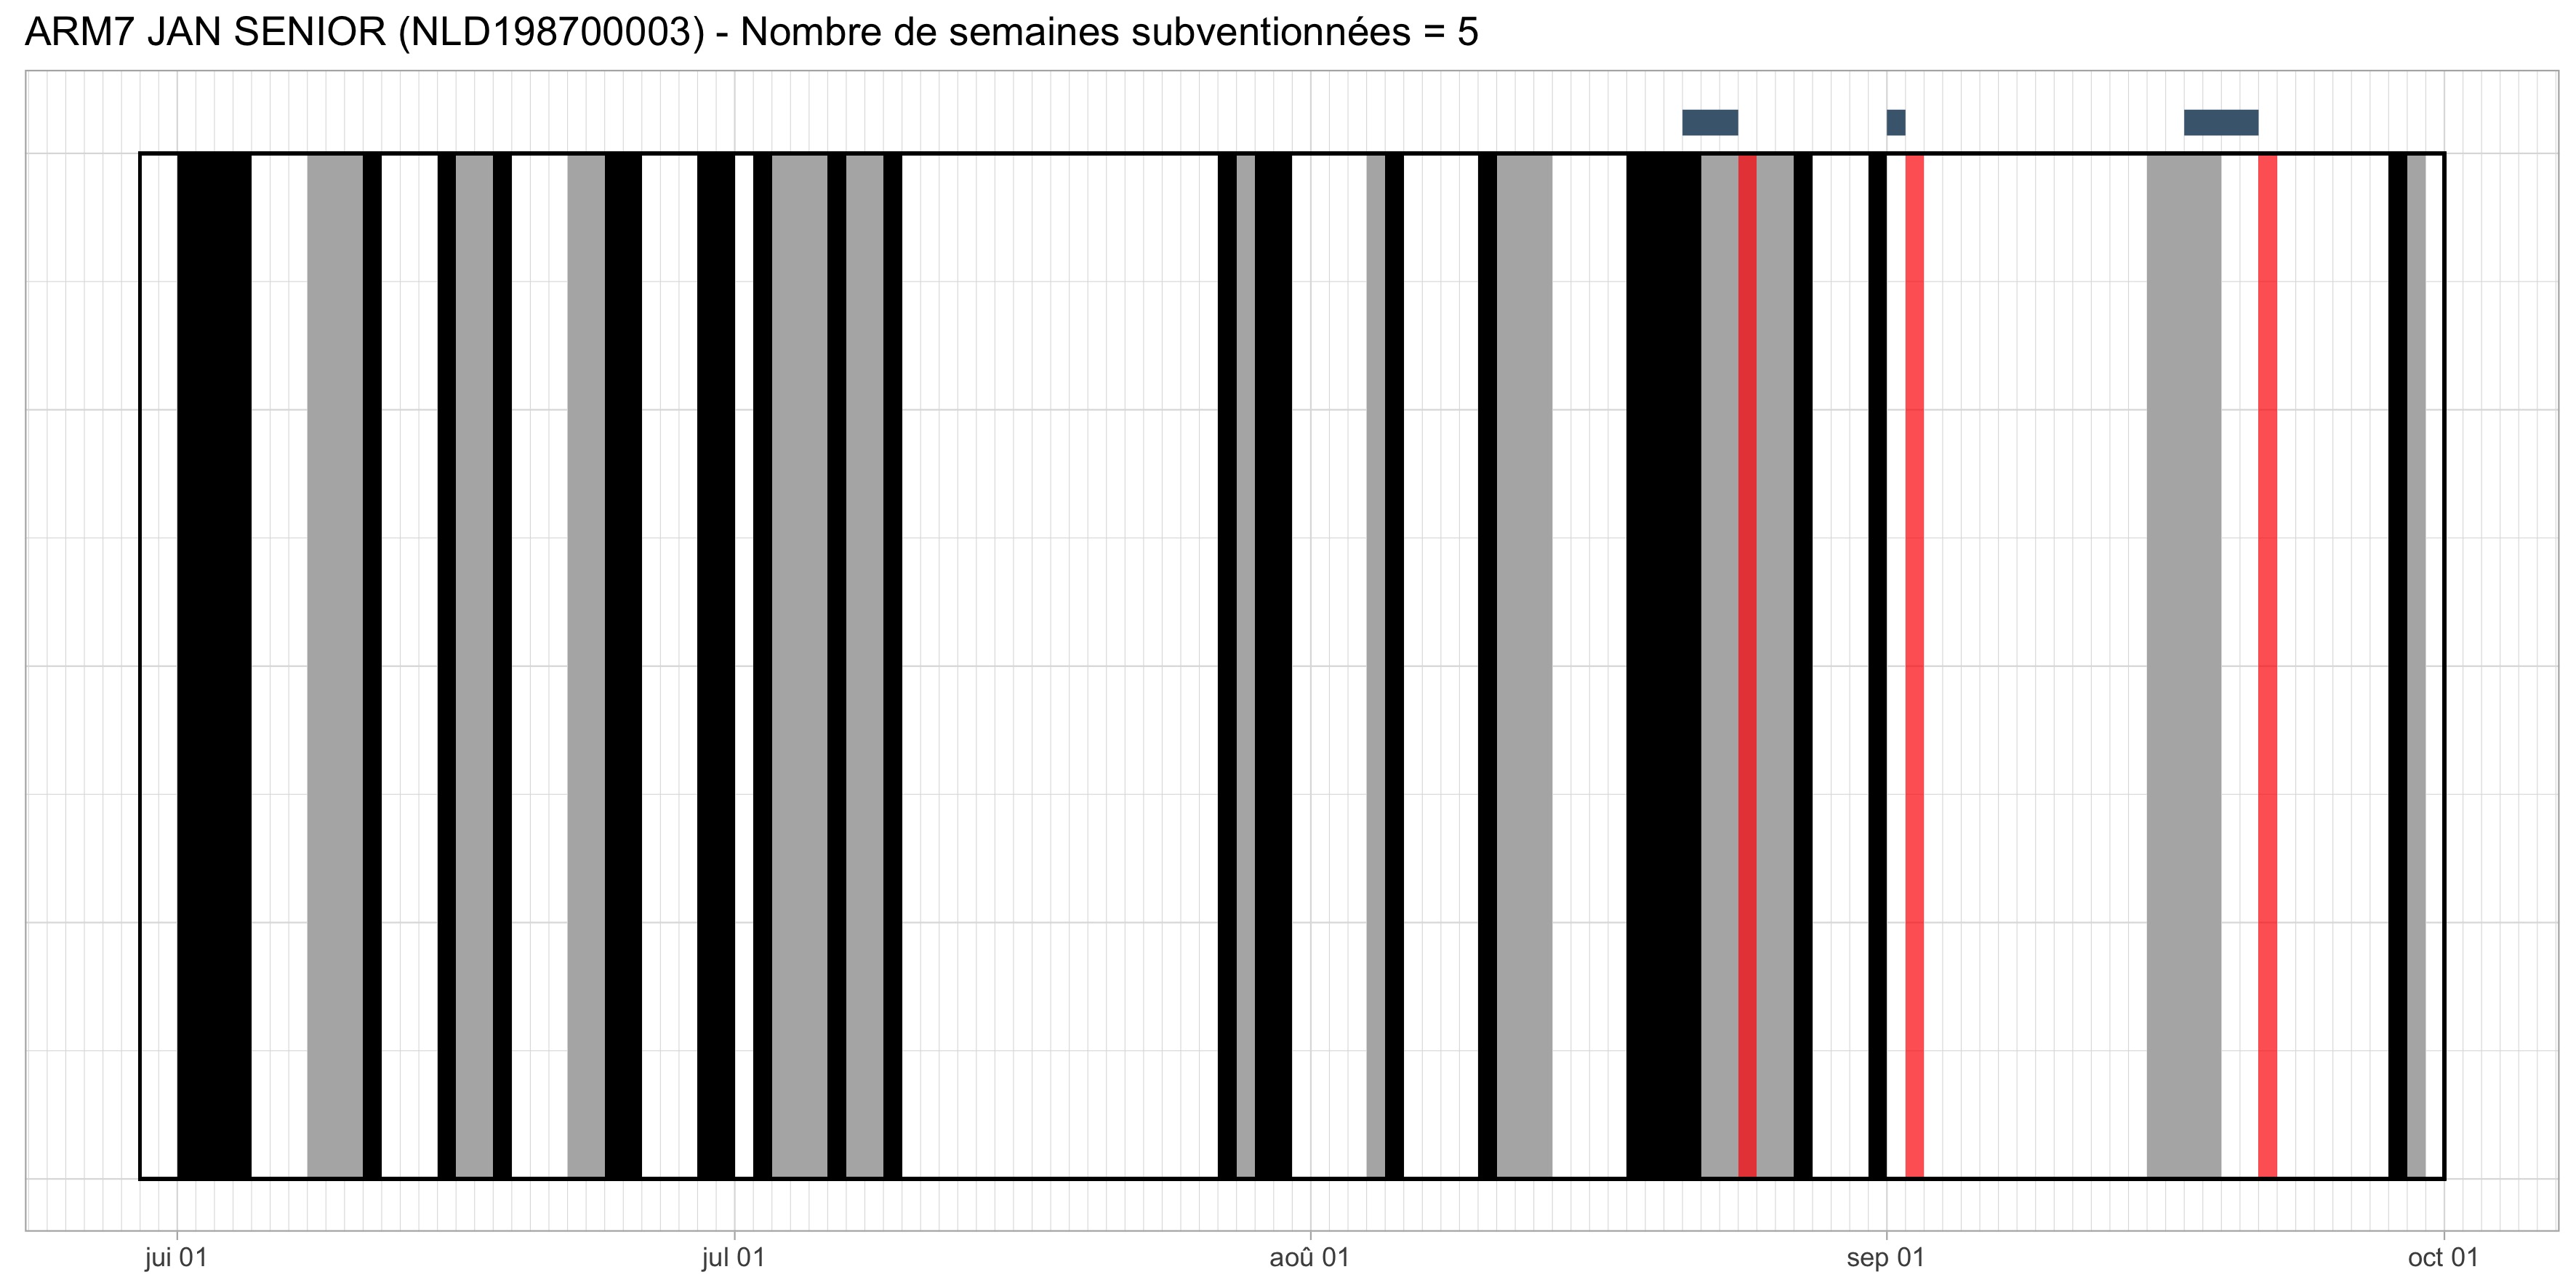 ARM7 JAN SENIOR (NLD198700003) - Nombre de semaines subventionnées = 5
jui 01 jul 01 aoû 01 sep 01 oct 01